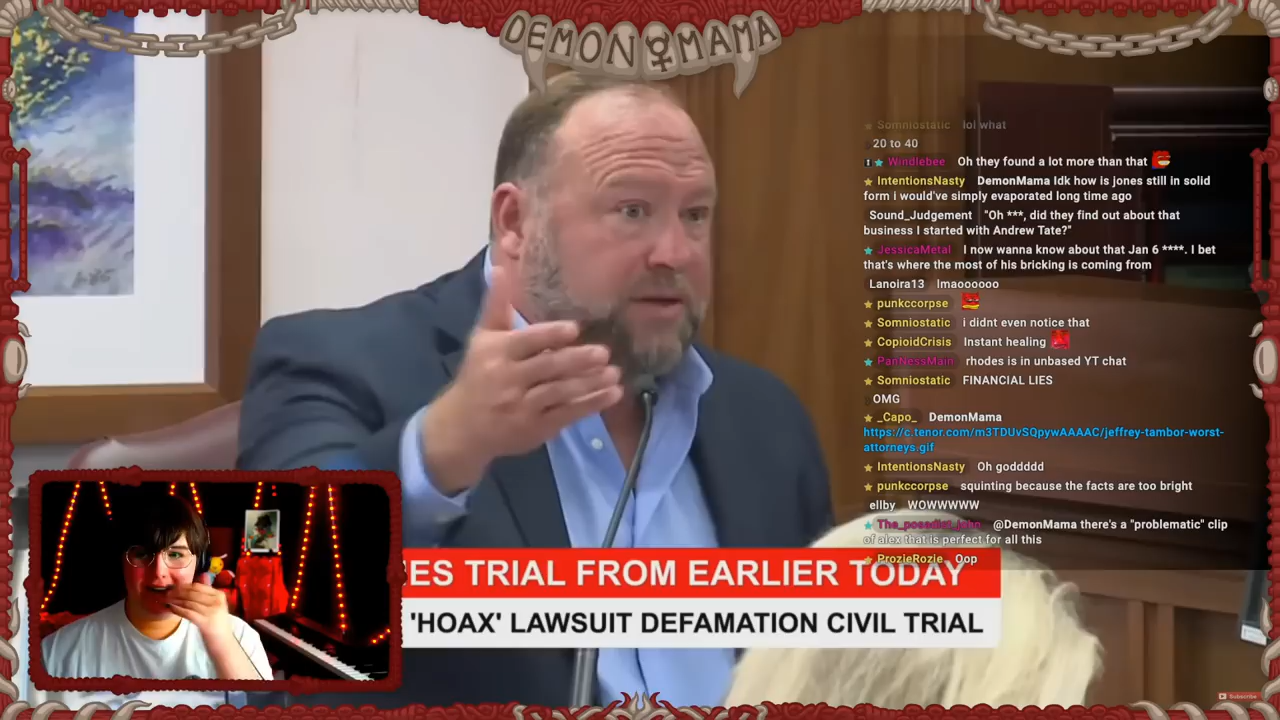 DEMON MAMA
Somniostatic lol what
20 to 40
Windlebee Oh they found a lot more than that
IntentionsNasty DemonMama Idk how is jones still in solid
form i would've simply evaporated long time ago
Sound_Judgement "Oh ***, did they find out about that
business I started with Andrew Tate?"
JessicaMetal I now wanna know about that Jan 6 ****. I bet
that's where the most of his bricking is coming from
Lanoira13 lmaoooooo
punkccorpse
Somniostatic i didnt even notice that
CopioidCrisis Instant healing
PanNessMain rhodes is in unbased YT chat
Somniostatic FINANCIAL LIES
OMG
_Capo_ DemonMama
https://c.tenor.com/m3TDUvSQpywAAAAC/jeffrey-tambor-worst-
attorneys.gif
IntentionsNasty Oh goddddd
punkccorpse squinting because the facts are too bright
ellby WOWWWWW
The_posadist_john @DemonMama there's a "problematic" clip
of alex that is perfect for all this
ProzieRozie Oop
ES TRIAL FROM EARLIER TODAY
'HOAX' LAWSUIT DEFAMATION CIVIL TRIAL
Subscribe